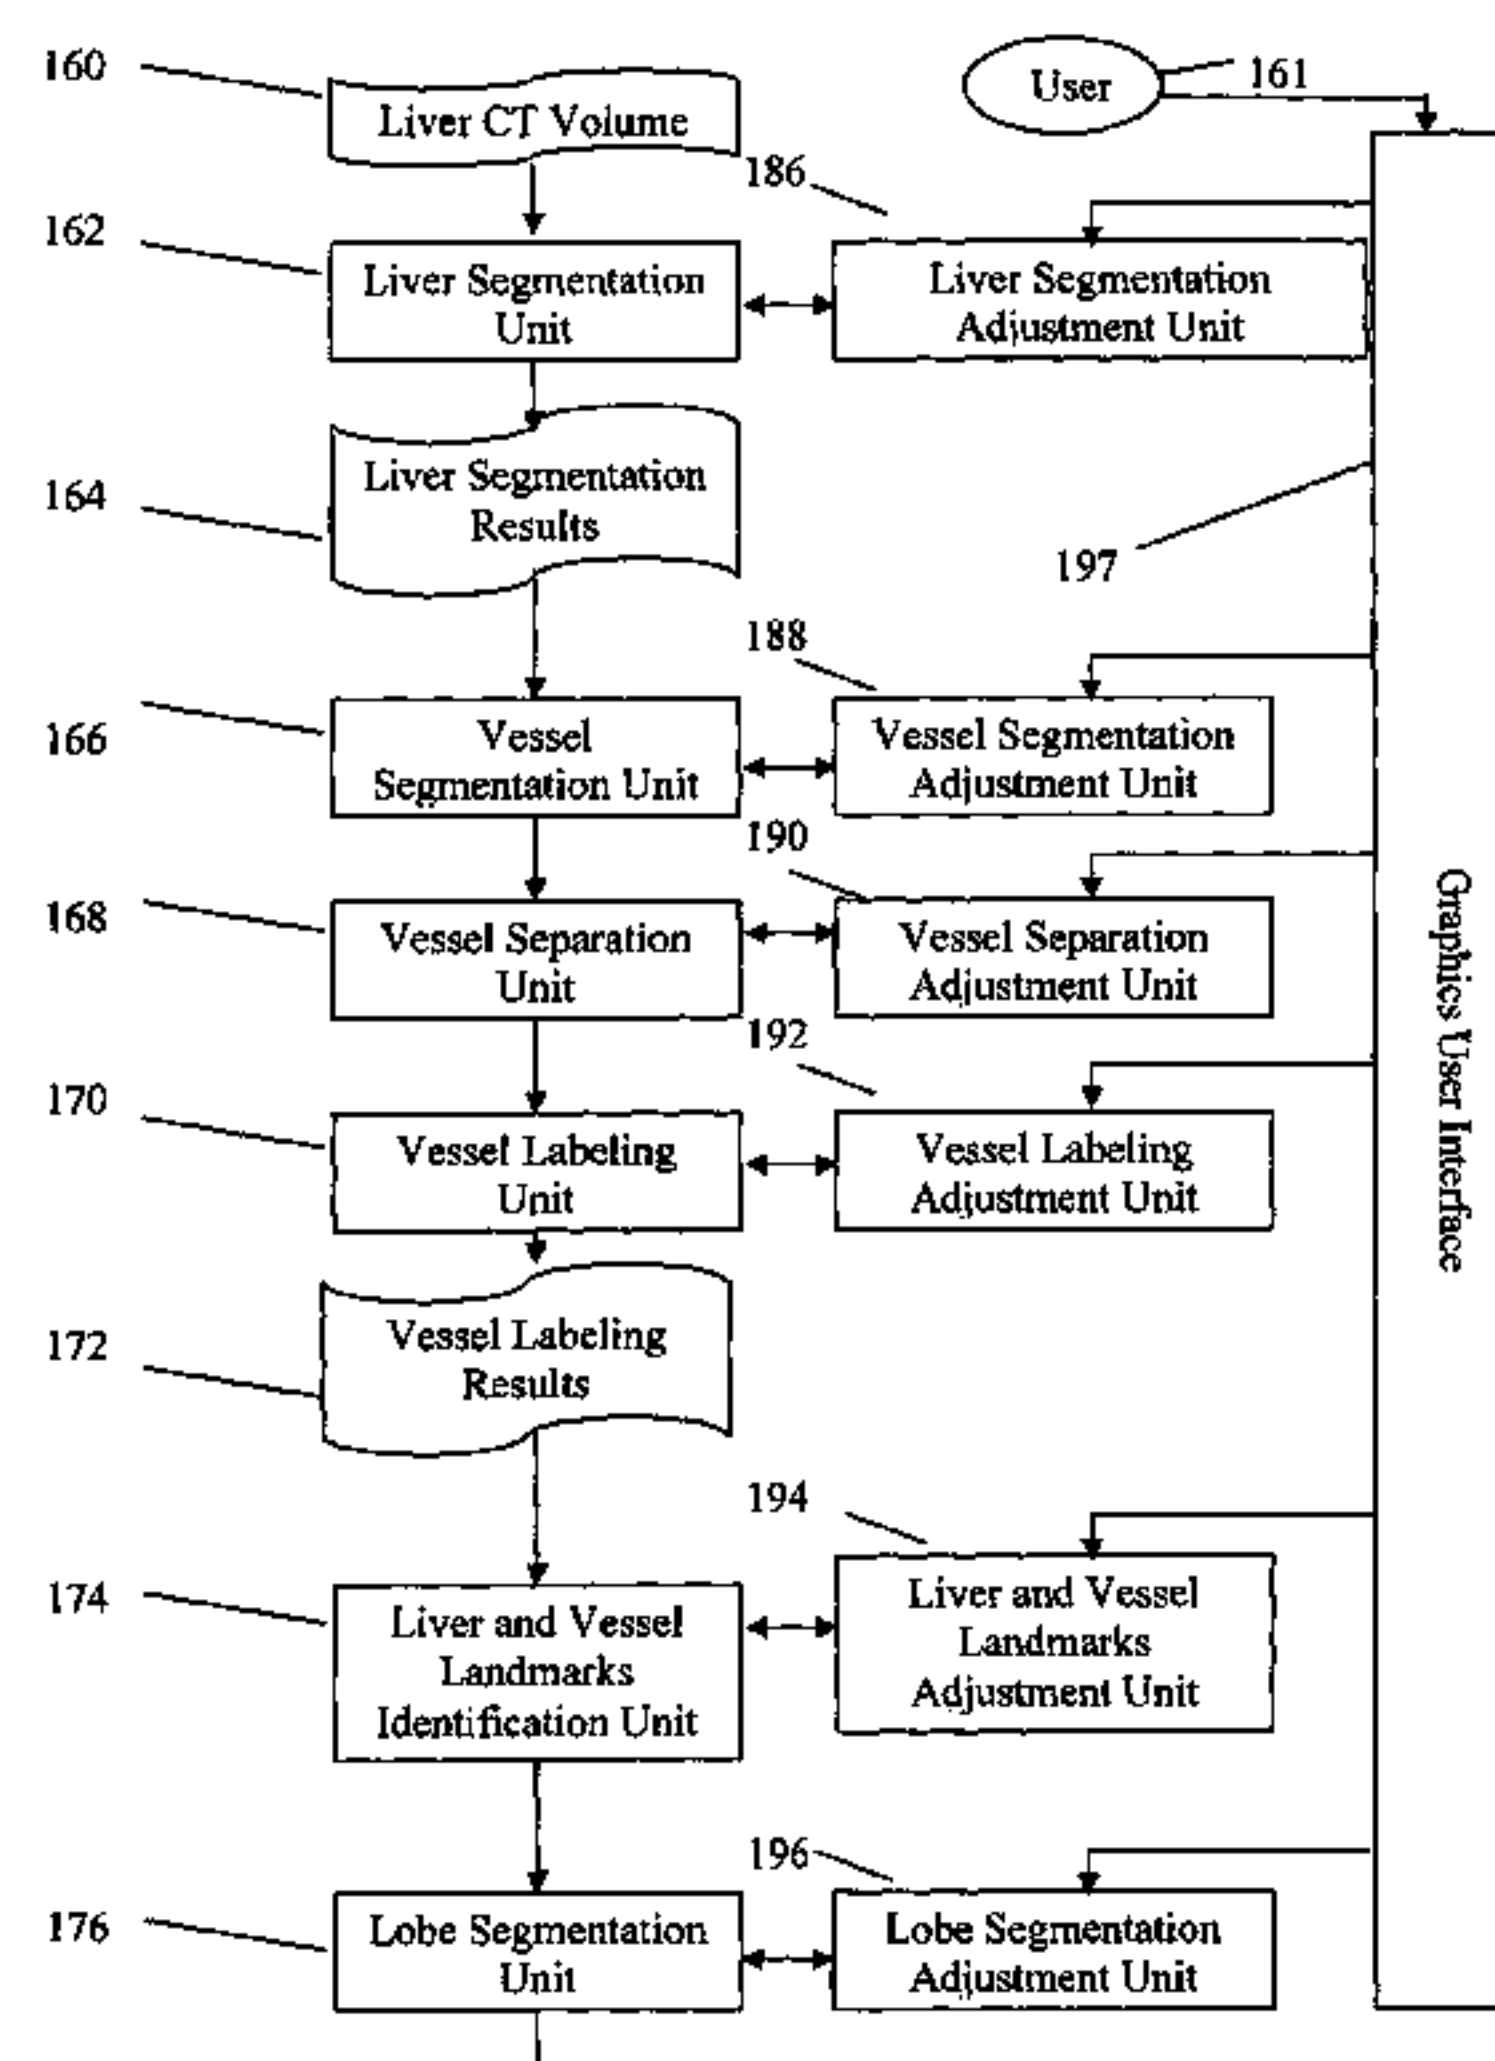 160
Liver CT Volume
User
161
186
162
Liver Segmentation
Unit
Liver Segmentation
Adjustment Unit
164
Liver Segmentation
Results
197
188
166
Vessel
Segmentation Unit
Vessel Segmentation
Adjustment Unit
190
168
Vessel Separation
Unit
Vessel Separation
Adjustment Unit
192
170
Vessel Labeling
Unit
Vessel Labeling
Adjustment Unit
Graphics User Interface
172
Vessel Labeling
Results
194
174
Liver and Vessel
Landmarks
Identification Unit
Liver and Vessel
Landmarks
Adjustment Unit
196
176
Lobe Segmentation
Unit
Lobe Segmentation
Adjustment Unit